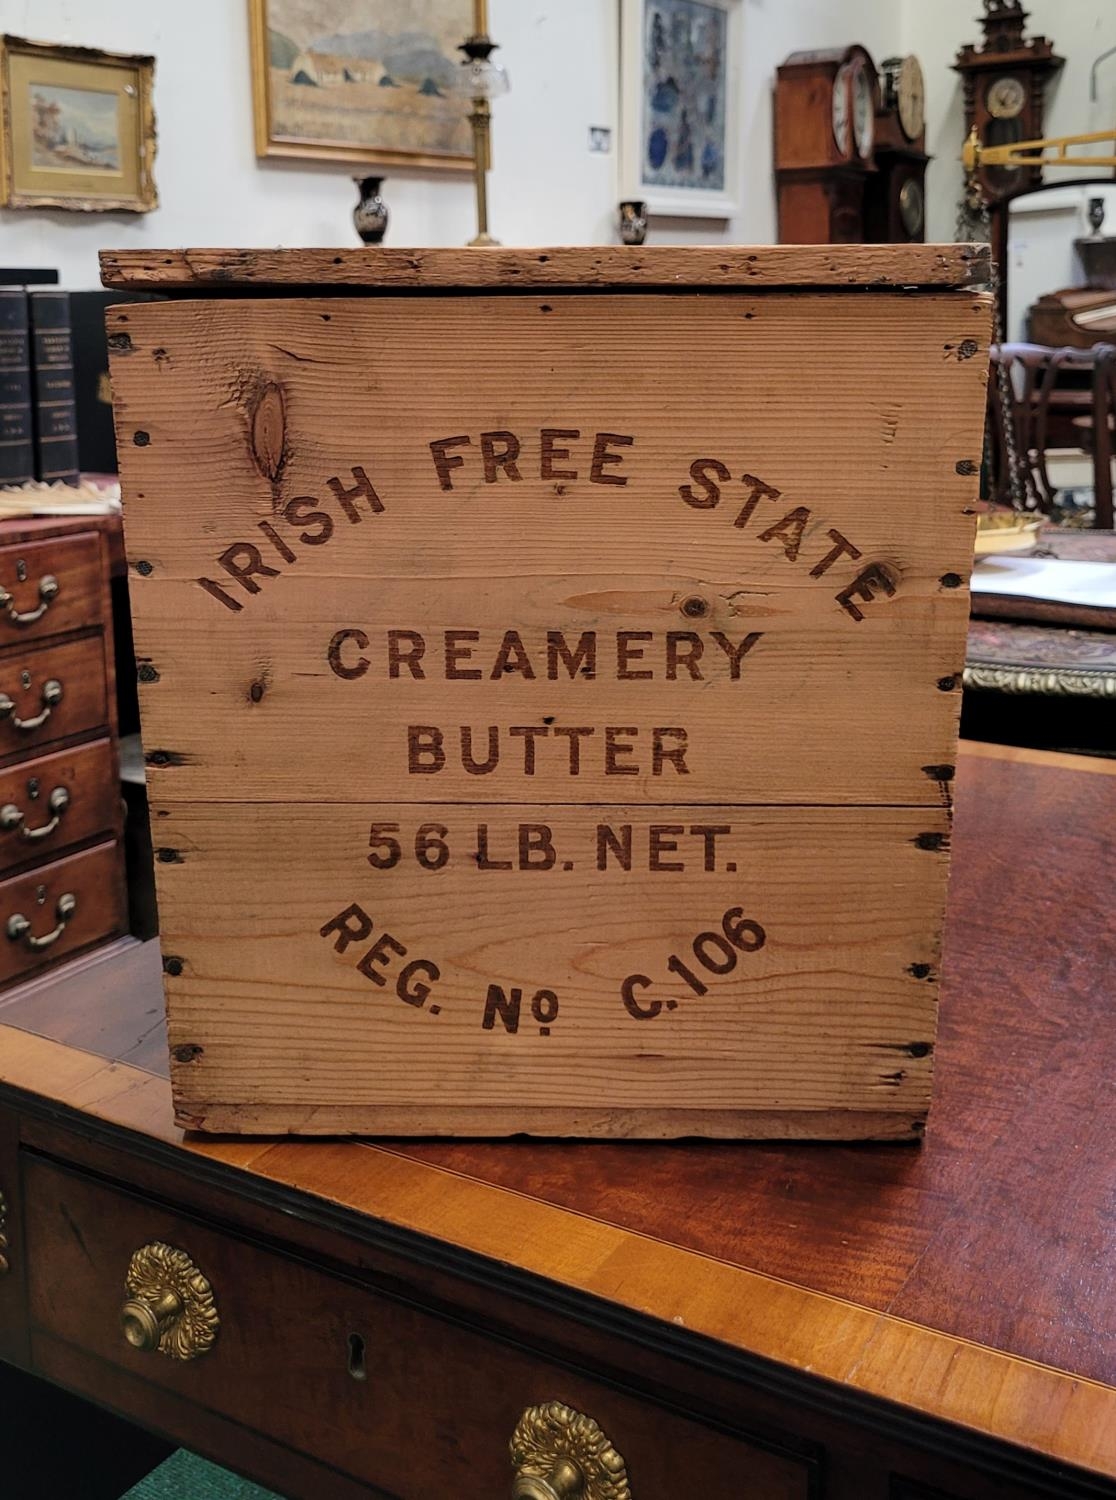 IRISH FREE STATE
CREAMERY
BUTTER
56 LB. NET.
REG. No C.106